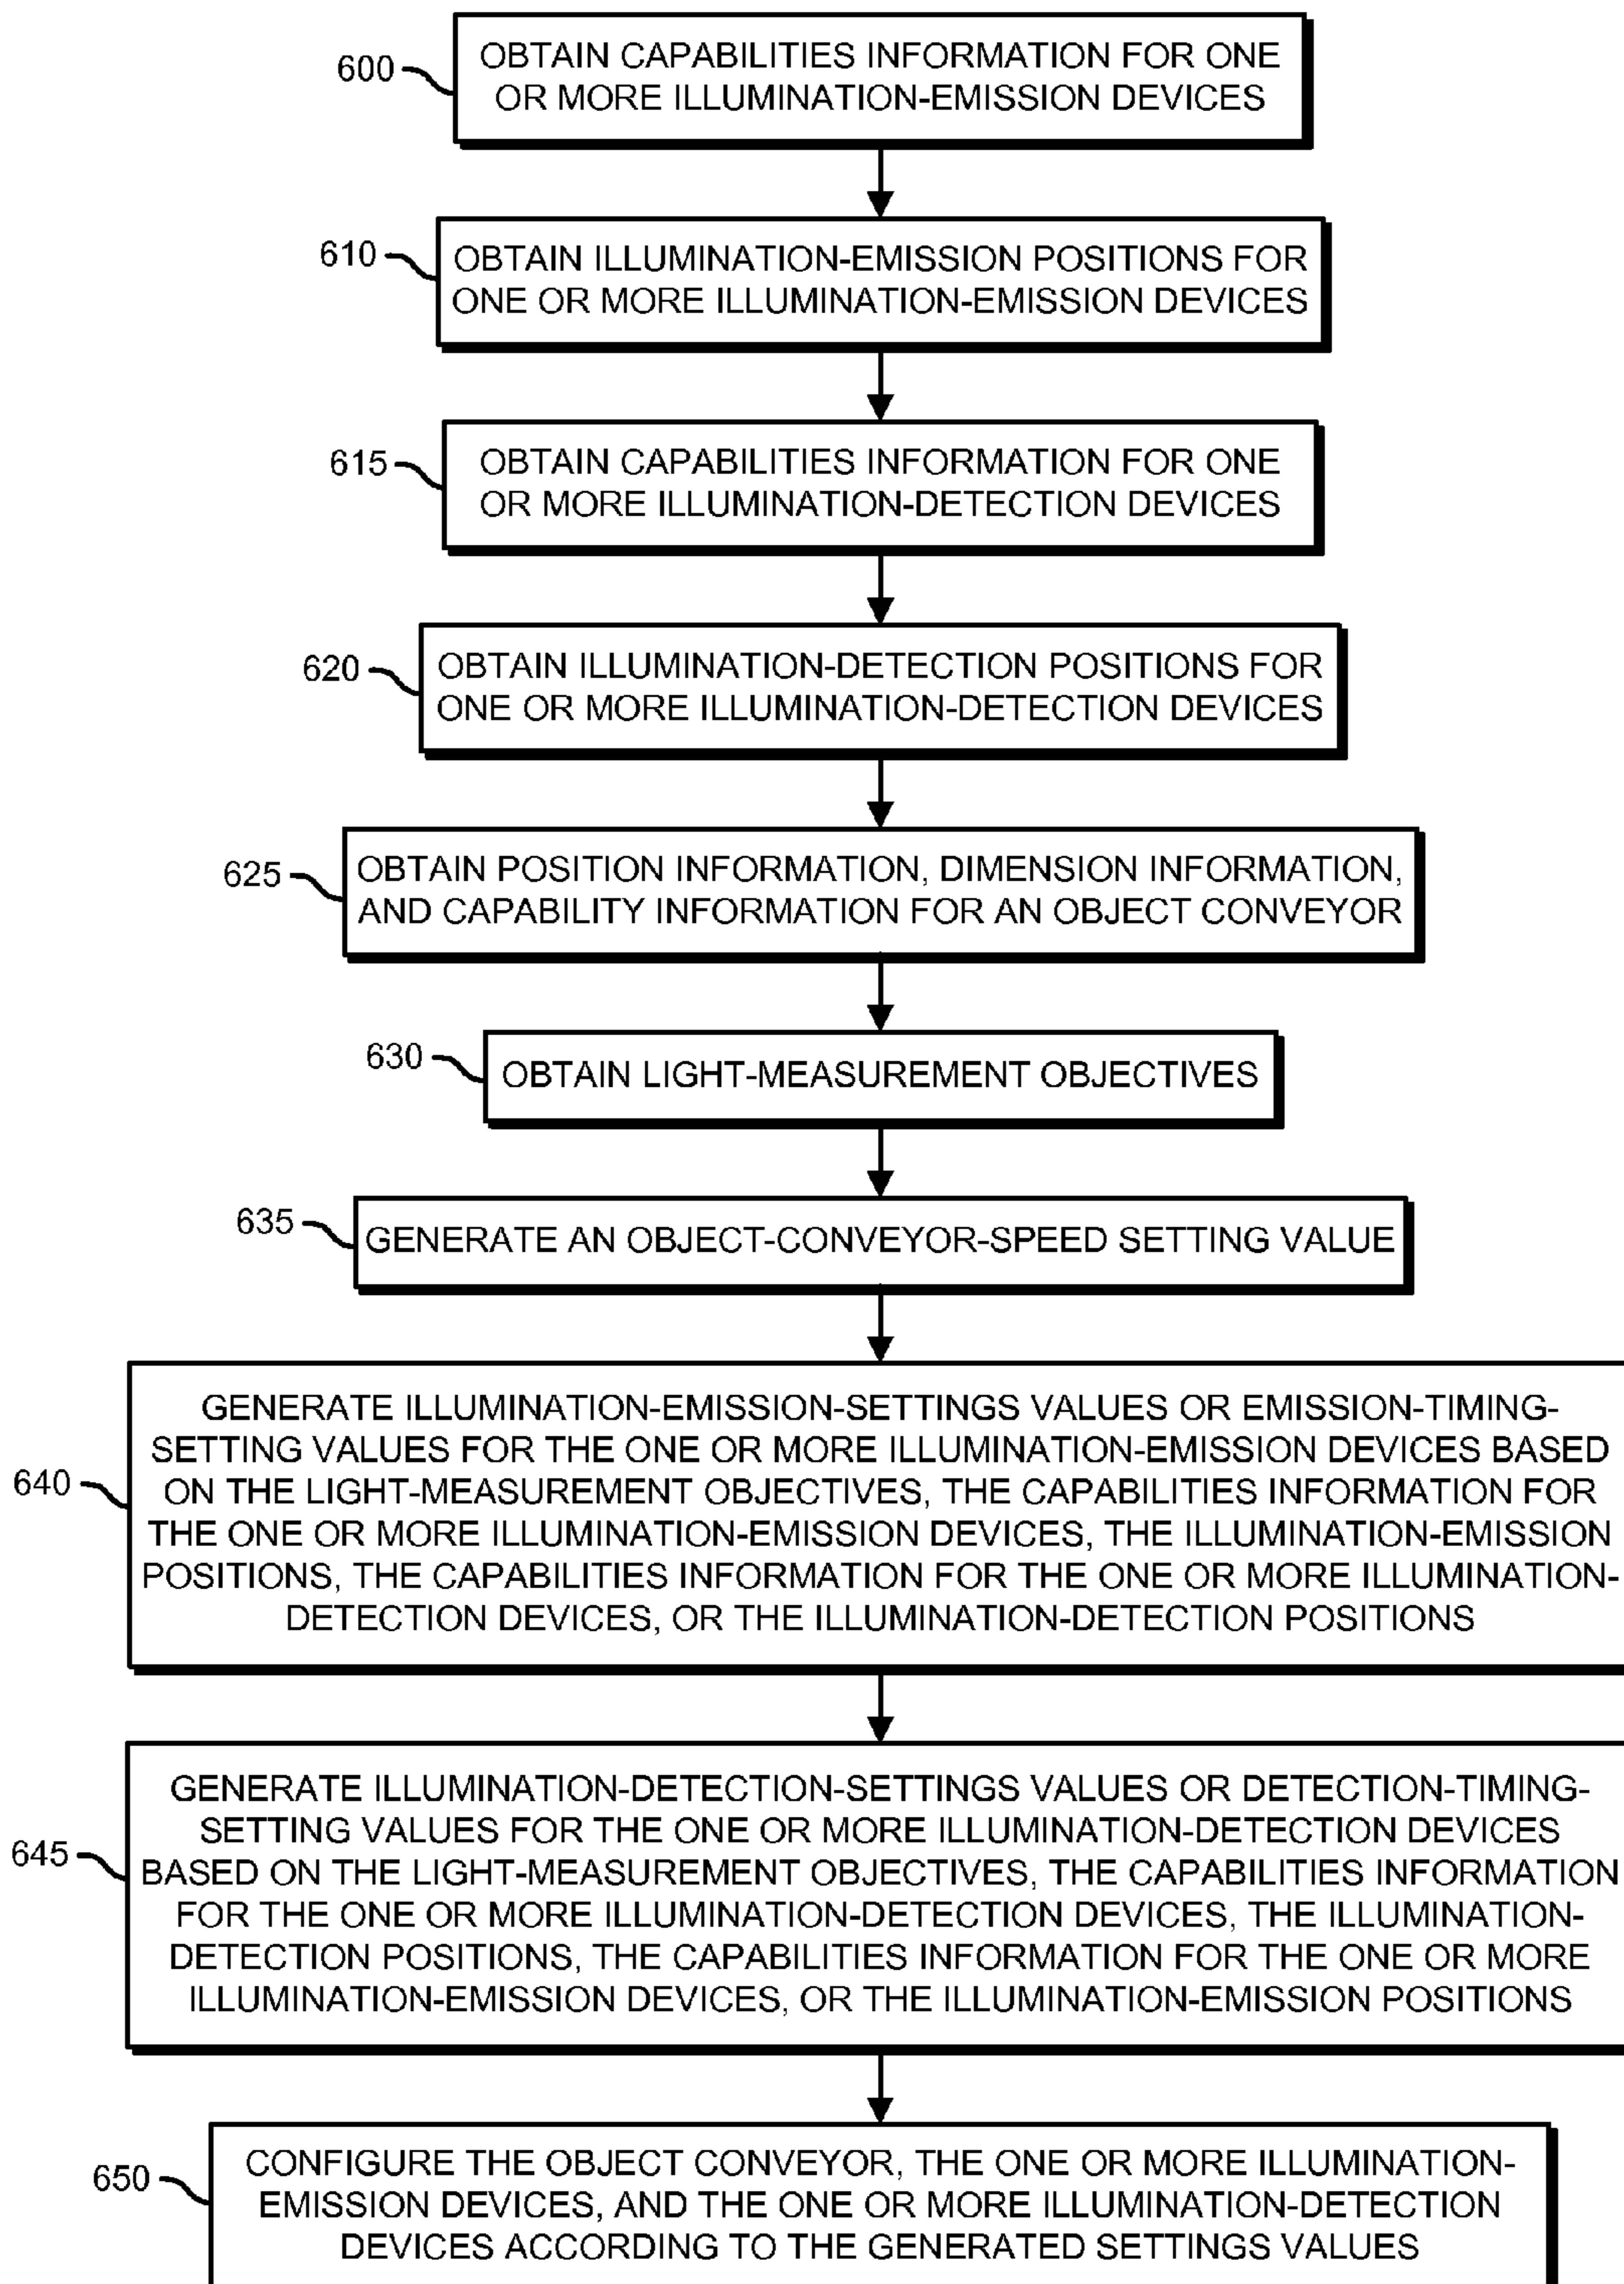 600
OBTAIN CAPABILITIES INFORMATION FOR ONE
OR MORE ILLUMINATION-EMISSION DEVICES
610
OBTAIN ILLUMINATION-EMISSION POSITIONS FOR
ONE OR MORE ILLUMINATION-EMISSION DEVICES
615
OBTAIN CAPABILITIES INFORMATION FOR ONE
OR MORE ILLUMINATION-DETECTION DEVICES
620
OBTAIN ILLUMINATION-DETECTION POSITIONS FOR
ONE OR MORE ILLUMINATION-DETECTION DEVICES
625
OBTAIN POSITION INFORMATION, DIMENSION INFORMATION,
AND CAPABILITY INFORMATION FOR AN OBJECT CONVEYOR
630
OBTAIN LIGHT-MEASUREMENT OBJECTIVES
635
GENERATE AN OBJECT-CONVEYOR-SPEED SETTING VALUE
640
GENERATE ILLUMINATION-EMISSION-SETTINGS VALUES OR EMISSION-TIMING-
SETTING VALUES FOR THE ONE OR MORE ILLUMINATION-EMISSION DEVICES BASED
ON THE LIGHT-MEASUREMENT OBJECTIVES, THE CAPABILITIES INFORMATION FOR
THE ONE OR MORE ILLUMINATION-EMISSION DEVICES, THE ILLUMINATION-EMISSION
POSITIONS, THE CAPABILITIES INFORMATION FOR THE ONE OR MORE ILLUMINATION-
DETECTION DEVICES, OR THE ILLUMINATION-DETECTION POSITIONS
645
GENERATE ILLUMINATION-DETECTION-SETTINGS VALUES OR DETECTION-TIMING-
SETTING VALUES FOR THE ONE OR MORE ILLUMINATION-DETECTION DEVICES
BASED ON THE LIGHT-MEASUREMENT OBJECTIVES, THE CAPABILITIES INFORMATION
FOR THE ONE OR MORE ILLUMINATION-DETECTION DEVICES, THE ILLUMINATION-
DETECTION POSITIONS, THE CAPABILITIES INFORMATION FOR THE ONE OR MORE
ILLUMINATION-EMISSION DEVICES, OR THE ILLUMINATION-EMISSION POSITIONS
650
CONFIGURE THE OBJECT CONVEYOR, THE ONE OR MORE ILLUMINATION-
EMISSION DEVICES, AND THE ONE OR MORE ILLUMINATION-DETECTION
DEVICES ACCORDING TO THE GENERATED SETTINGS VALUES